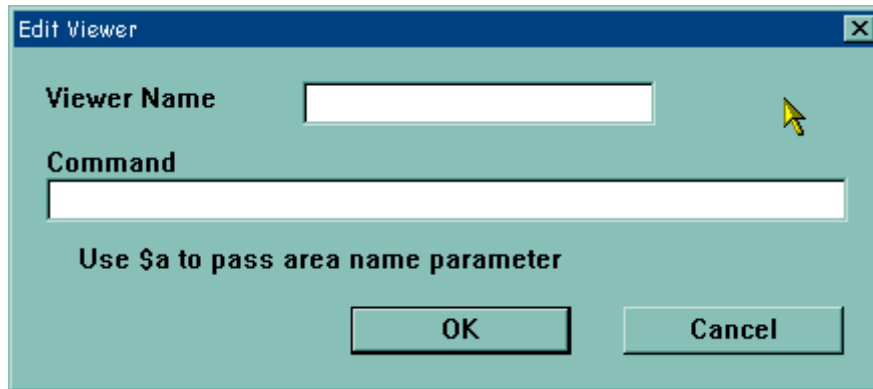 Edit Viewer
Viewer Name
Command
Use $a to pass area name parameter
OK Cancel